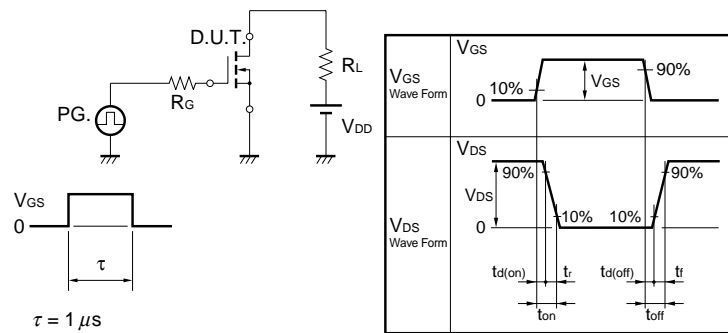 D.U.T.
RL
RG
PG.
VDD
VGS
0
τ
τ = 1 μs
VGS
Wave Form
VGS
VGS
10%
90%
0
VDS
Wave Form
VDS
VDS
90%
90%
10%
10%
0
td(on)
tr
td(off)
tf
ton
toff